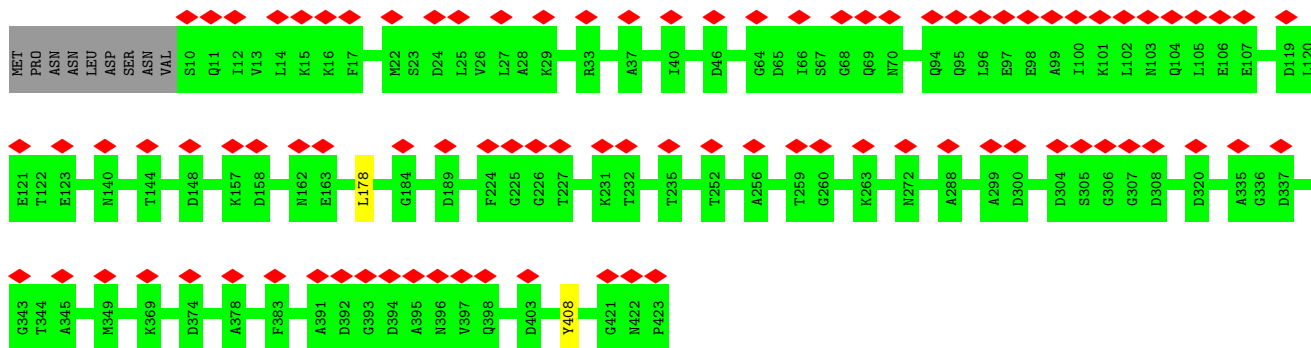 MET PRO ASN ASN LEU ASP SER ASN VAL S10 Q11 I12 V13 L14 K15 K16 F17 M22 S23 D24 L25 V26 L27 A28 K29 R33 A37 I40 D46 G64 D65 I66 S67 G68 Q69 N70 Q94 Q95 L96 E97 E98 A99 I100 K101 L102 N103 Q104 L105 E106 E107 D119 L120
E121 T122 E123 N140 T144 D148 K157 D158 N162 E163 L178 G184 D189 F224 G225 G226 T227 K231 T232 T235 T252 A256 T259 G260 K263 N272 A288 A299 D300 D304 S305 G306 G307 D308 D320 A335 G336 D337
G343 T344 A345 M349 K369 D374 A378 F383 A391 D392 G393 D394 A395 N396 V397 Q398 D403 Y408 G421 N422 P423